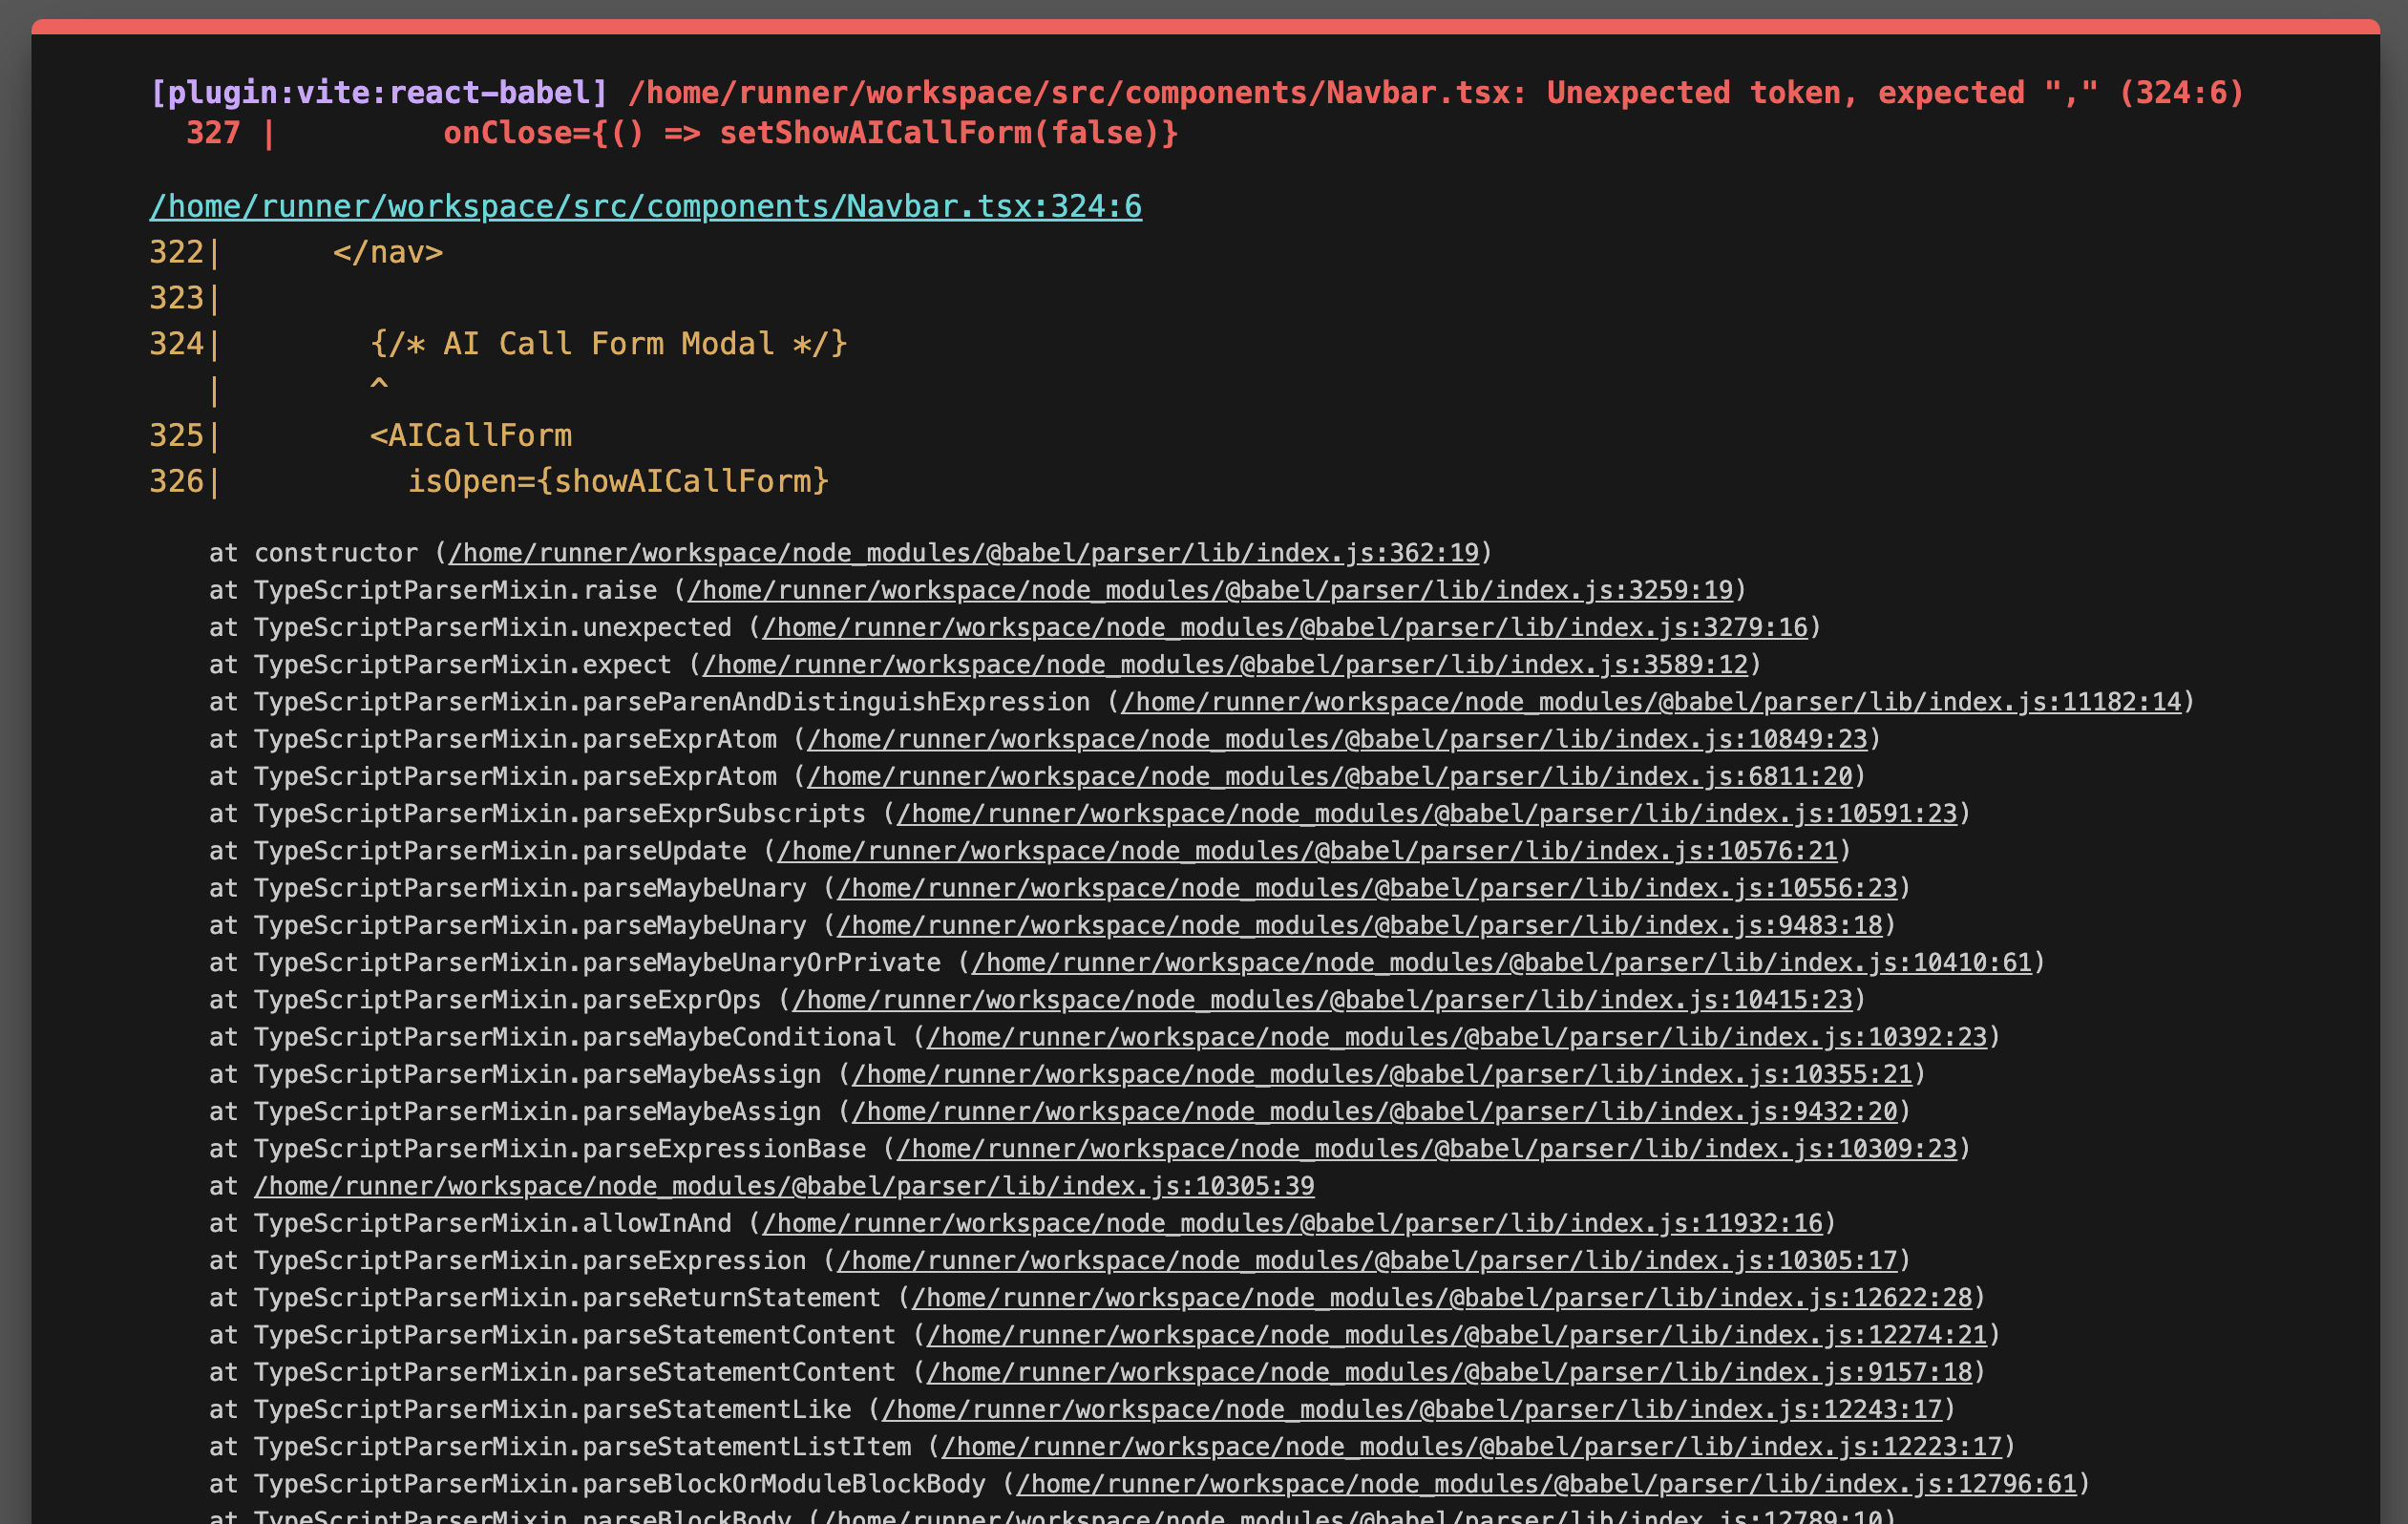 [plugin:vite:react-babel] /home/runner/workspace/src/components/Navbar.tsx: Unexpected token, expected "," (324:6)
327 |         onClose={() => setShowAICallForm(false)}
/home/runner/workspace/src/components/Navbar.tsx:324:6
322|      </nav>
323|
324|        {/* AI Call Form Modal */}
|        ^
325|        <AICallForm
326|          isOpen={showAICallForm}
at constructor (/home/runner/workspace/node_modules/@babel/parser/lib/index.js:362:19)
at TypeScriptParserMixin.raise (/home/runner/workspace/node_modules/@babel/parser/lib/index.js:3259:19)
at TypeScriptParserMixin.unexpected (/home/runner/workspace/node_modules/@babel/parser/lib/index.js:3279:16)
at TypeScriptParserMixin.expect (/home/runner/workspace/node_modules/@babel/parser/lib/index.js:3589:12)
at TypeScriptParserMixin.parseParenAndDistinguishExpression (/home/runner/workspace/node_modules/@babel/parser/lib/index.js:11182:14)
at TypeScriptParserMixin.parseExprAtom (/home/runner/workspace/node_modules/@babel/parser/lib/index.js:10849:23)
at TypeScriptParserMixin.parseExprAtom (/home/runner/workspace/node_modules/@babel/parser/lib/index.js:6811:20)
at TypeScriptParserMixin.parseExprSubscripts (/home/runner/workspace/node_modules/@babel/parser/lib/index.js:10591:23)
at TypeScriptParserMixin.parseUpdate (/home/runner/workspace/node_modules/@babel/parser/lib/index.js:10576:21)
at TypeScriptParserMixin.parseMaybeUnary (/home/runner/workspace/node_modules/@babel/parser/lib/index.js:10556:23)
at TypeScriptParserMixin.parseMaybeUnary (/home/runner/workspace/node_modules/@babel/parser/lib/index.js:9483:18)
at TypeScriptParserMixin.parseMaybeUnaryOrPrivate (/home/runner/workspace/node_modules/@babel/parser/lib/index.js:10410:61)
at TypeScriptParserMixin.parseExprOps (/home/runner/workspace/node_modules/@babel/parser/lib/index.js:10415:23)
at TypeScriptParserMixin.parseMaybeConditional (/home/runner/workspace/node_modules/@babel/parser/lib/index.js:10392:23)
at TypeScriptParserMixin.parseMaybeAssign (/home/runner/workspace/node_modules/@babel/parser/lib/index.js:10355:21)
at TypeScriptParserMixin.parseMaybeAssign (/home/runner/workspace/node_modules/@babel/parser/lib/index.js:9432:20)
at TypeScriptParserMixin.parseExpressionBase (/home/runner/workspace/node_modules/@babel/parser/lib/index.js:10309:23)
at /home/runner/workspace/node_modules/@babel/parser/lib/index.js:10305:39
at TypeScriptParserMixin.allowInAnd (/home/runner/workspace/node_modules/@babel/parser/lib/index.js:11932:16)
at TypeScriptParserMixin.parseExpression (/home/runner/workspace/node_modules/@babel/parser/lib/index.js:10305:17)
at TypeScriptParserMixin.parseReturnStatement (/home/runner/workspace/node_modules/@babel/parser/lib/index.js:12622:28)
at TypeScriptParserMixin.parseStatementContent (/home/runner/workspace/node_modules/@babel/parser/lib/index.js:12274:21)
at TypeScriptParserMixin.parseStatementContent (/home/runner/workspace/node_modules/@babel/parser/lib/index.js:9157:18)
at TypeScriptParserMixin.parseStatementLike (/home/runner/workspace/node_modules/@babel/parser/lib/index.js:12243:17)
at TypeScriptParserMixin.parseStatementListItem (/home/runner/workspace/node_modules/@babel/parser/lib/index.js:12223:17)
at TypeScriptParserMixin.parseBlockOrModuleBlockBody (/home/runner/workspace/node_modules/@babel/parser/lib/index.js:12796:61)
at TypeScriptParserMixin.parseBlockBody (/home/runner/workspace/node_modules/@babel/parser/lib/index.js:12789:10)